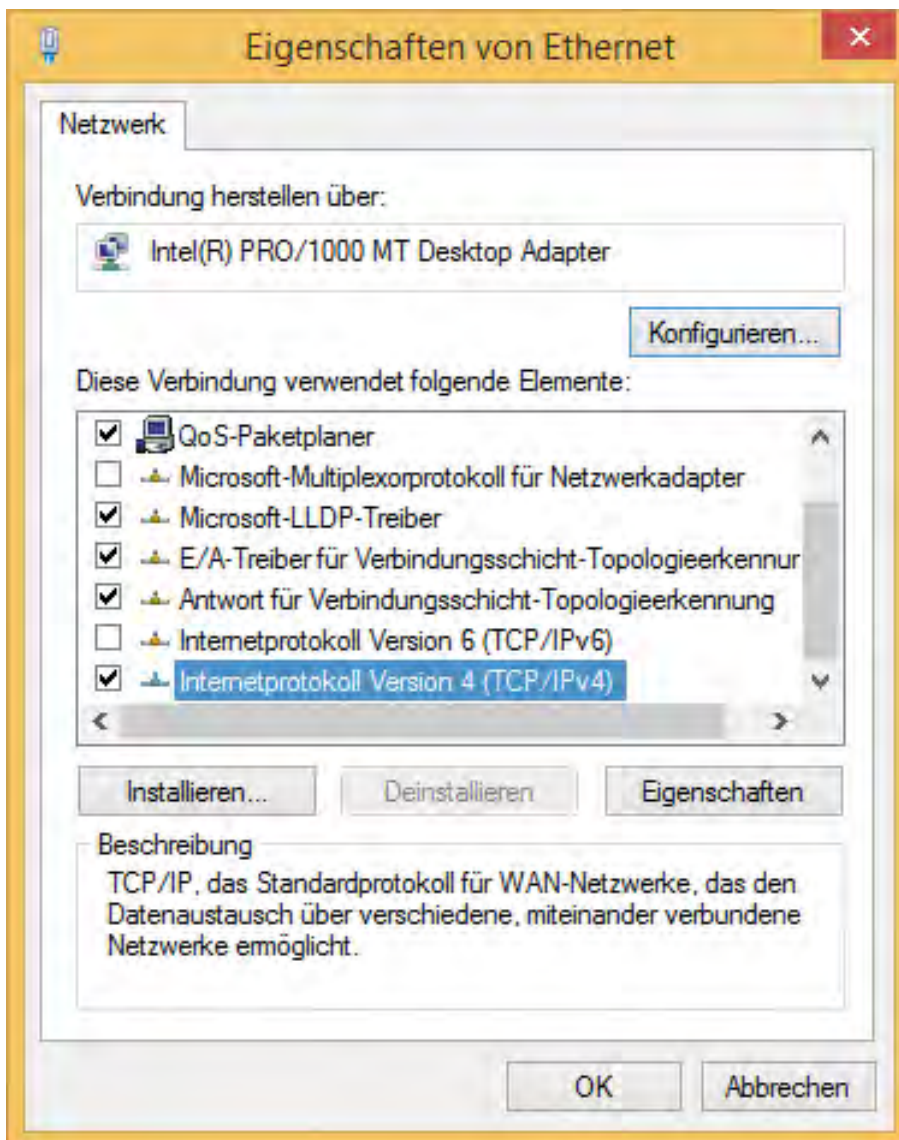 Eigenschaften von Ethernet
Netzwerk
Verbindung herstellen über:
Intel(R) PRO/1000 MT Desktop Adapter
Konfigurieren...
Diese Verbindung verwendet folgende Elemente:
QoS-Paketplaner
Microsoft-Multiplexorprotokoll für Netzwerkadapter
Microsoft-LLDP-Treiber
E/A-Treiber für Verbindungsschicht-Topologieerkennur
Antwort für Verbindungsschicht-Topologieerkennung
Internetprotokoll Version 6 (TCP/IPv6)
Internetprotokoll Version 4 (TCP/IPv4)
Installieren...
Deinstallieren
Eigenschaften
Beschreibung
TCP/IP, das Standardprotokoll für WAN-Netzwerke, das den
Datenaustausch über verschiedene, miteinander verbundene
Netzwerke ermöglicht.
OK
Abbrechen